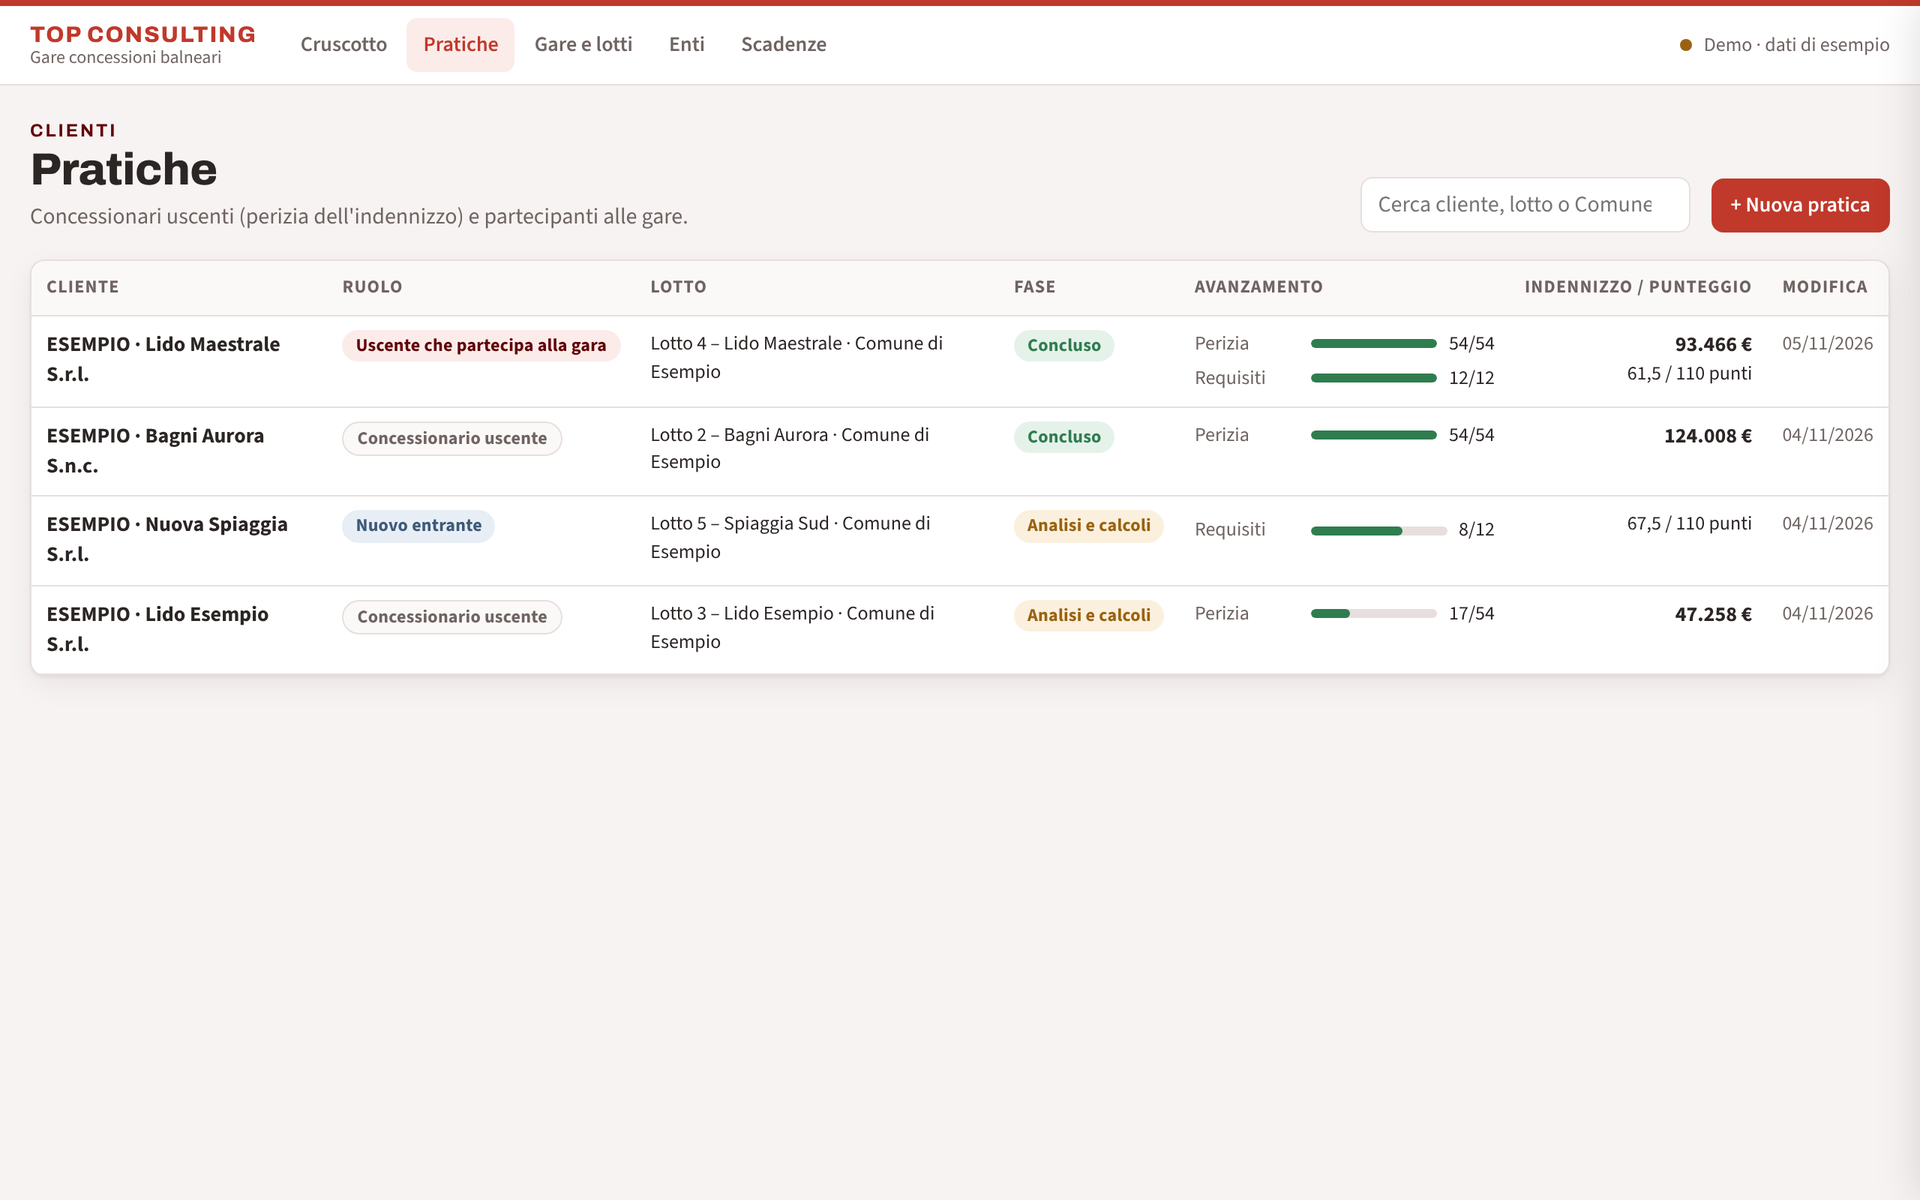 TOP CONSULTING
Gare concessioni balneari
Cruscotto
Pratiche
Gare e lotti
Enti
Scadenze
Demo · dati di esempio
CLIENTI
Pratiche
Concessionari uscenti (perizia dell'indennizzo) e partecipanti alle gare.
Cerca cliente, lotto o Comune
+ Nuova pratica
CLIENTE RUOLO LOTTO FASE AVANZAMENTO INDENNIZZO / PUNTEGGIO MODIFICA
ESEMPIO · Lido Maestrale
S.r.l.
Uscente che partecipa alla gara
Lotto 4 – Lido Maestrale · Comune di
Esempio
Concluso
Perizia 54/54
Requisiti 12/12
93.466 €
61,5 / 110 punti
05/11/2026
ESEMPIO · Bagni Aurora
S.n.c.
Concessionario uscente
Lotto 2 – Bagni Aurora · Comune di
Esempio
Concluso
Perizia 54/54
124.008 €
04/11/2026
ESEMPIO · Nuova Spiaggia
S.r.l.
Nuovo entrante
Lotto 5 – Spiaggia Sud · Comune di
Esempio
Analisi e calcoli
Requisiti 8/12
67,5 / 110 punti
04/11/2026
ESEMPIO · Lido Esempio
S.r.l.
Concessionario uscente
Lotto 3 – Lido Esempio · Comune di
Esempio
Analisi e calcoli
Perizia 17/54
47.258 €
04/11/2026